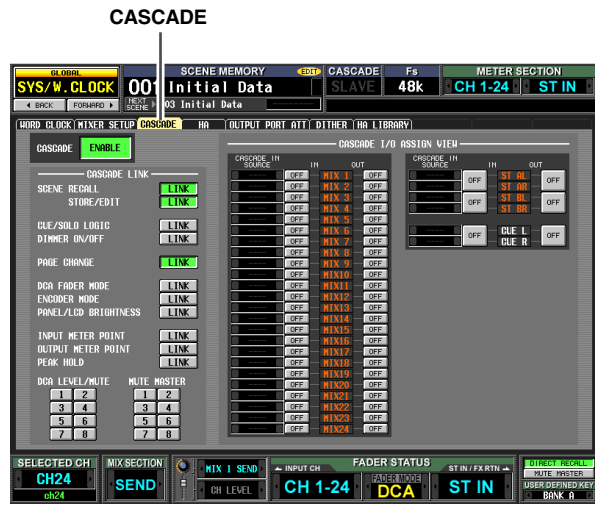 CASCADE
GLOBAL SCENE MEMORY EDIT CASCADE Fs METER SECTION
SYS/W.CLOCK 001 Initial Data SLAVE 48k CH 1-24 ST IN
BACK FORWARD NEXT SCENE 003 Initial Data
WORD CLOCK MIXER SETUP CASCADE HA OUTPUT PORT ATT DITHER HA LIBRARY
CASCADE ENABLE
CASCADE LINK
SCENE RECALL LINK
STORE/EDIT LINK
CUE/SOLO LOGIC LINK
DIMMER ON/OFF LINK
PAGE CHANGE LINK
DCA FADER MODE LINK
ENCODER MODE LINK
PANEL/LCD BRIGHTNESS LINK
INPUT METER POINT LINK
OUTPUT METER POINT LINK
PEAK HOLD LINK
DCA LEVEL/MUTE MUTE MASTER
1 2 1 2
3 4 3 4
5 6 5 6
7 8 7 8
CASCADE I/O ASSIGN VIEW
CASCADE IN SOURCE IN OUT
OFF MIX 1 OFF
OFF MIX 2 OFF
OFF MIX 3 OFF
OFF MIX 4 OFF
OFF MIX 5 OFF
OFF MIX 6 OFF
OFF MIX 7 OFF
OFF MIX 8 OFF
OFF MIX 9 OFF
OFF MIX10 OFF
OFF MIX11 OFF
OFF MIX12 OFF
OFF MIX13 OFF
OFF MIX14 OFF
OFF MIX15 OFF
OFF MIX16 OFF
OFF MIX17 OFF
OFF MIX18 OFF
OFF MIX19 OFF
OFF MIX20 OFF
OFF MIX21 OFF
OFF MIX22 OFF
OFF MIX23 OFF
OFF MIX24 OFF
CASCADE IN SOURCE IN OUT
OFF ST AL OFF
ST AR
OFF ST BL OFF
ST BR
OFF CUE L OFF
CUE R
SELECTED CH MIX SECTION MIX 1 SEND INPUT CH FADER STATUS ST IN / FX RTN DIRECT RECALL
MUTE MASTER
CH24 SEND CH LEVEL CH 1-24 FADER MODE DCA ST IN USER DEFINED KEY
ch24 BANK A